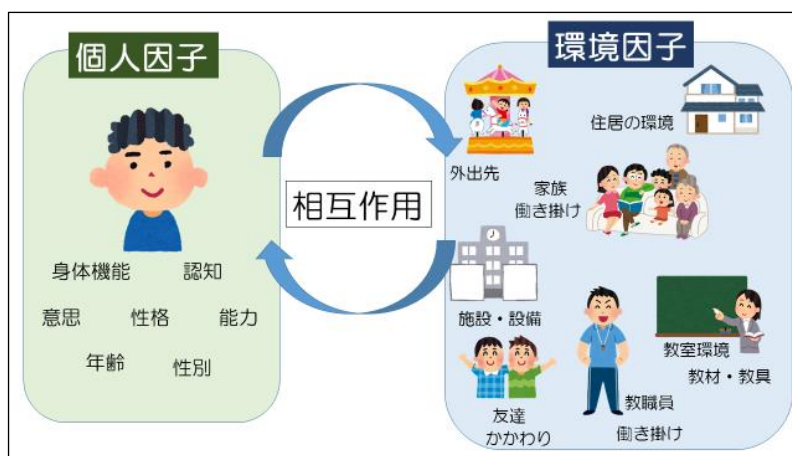 個人因子
身体機能 認知
意思 性格 能力
年齢 性別
相互作用
環境因子
住居の環境
外出先
家族
働き掛け
施設・設備
教室環境
教材・教具
友達
かかわり
教職員
働き掛け